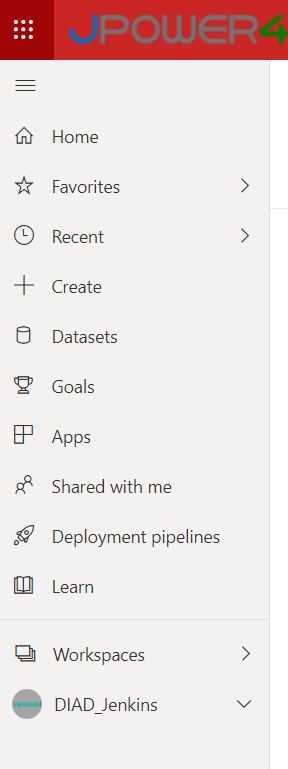 JPOWER4
Home
Favorites
Recent
Create
Datasets
Goals
Apps
Shared with me
Deployment pipelines
Learn
Workspaces
DIAD_Jenkins